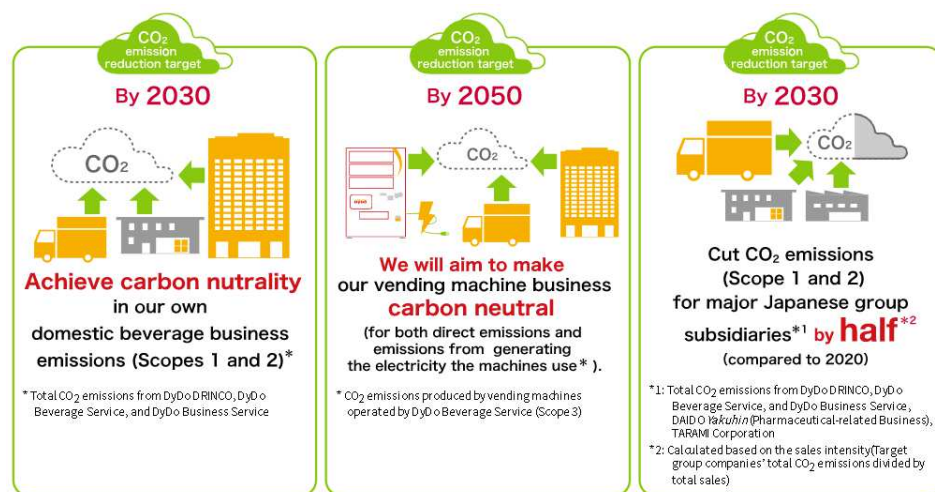 CO₂
emission
reduction target
By 2030
CO₂
Achieve carbon nutrality
in our own
domestic beverage business
emissions (Scopes 1 and 2)*
* Total CO₂ emissions from DyDo DRINCO, DyDo
Beverage Service, and DyDo Business Service
CO₂
emission
reduction target
By 2050
CO₂
We will aim to make
our vending machine business
carbon neutral
(for both direct emissions and
emissions from generating
the electricity the machines use*).
* CO₂ emissions produced by vending machines
operated by DyDo Beverage Service (Scope 3)
CO₂
emission
reduction target
By 2030
CO₂
Cut CO₂ emissions
(Scope 1 and 2)
for major Japanese group
subsidiaries*1 by half*2
(compared to 2020)
*1: Total CO₂ emissions from DyDo DRINCO, DyDo
Beverage Service, and DyDo Business Service,
DAIDO Yakuhin (Pharmaceutical-related Business),
TARAMI Corporation
*2: Calculated based on the sales intensity(Target
group companies' total CO₂ emissions divided by
total sales)